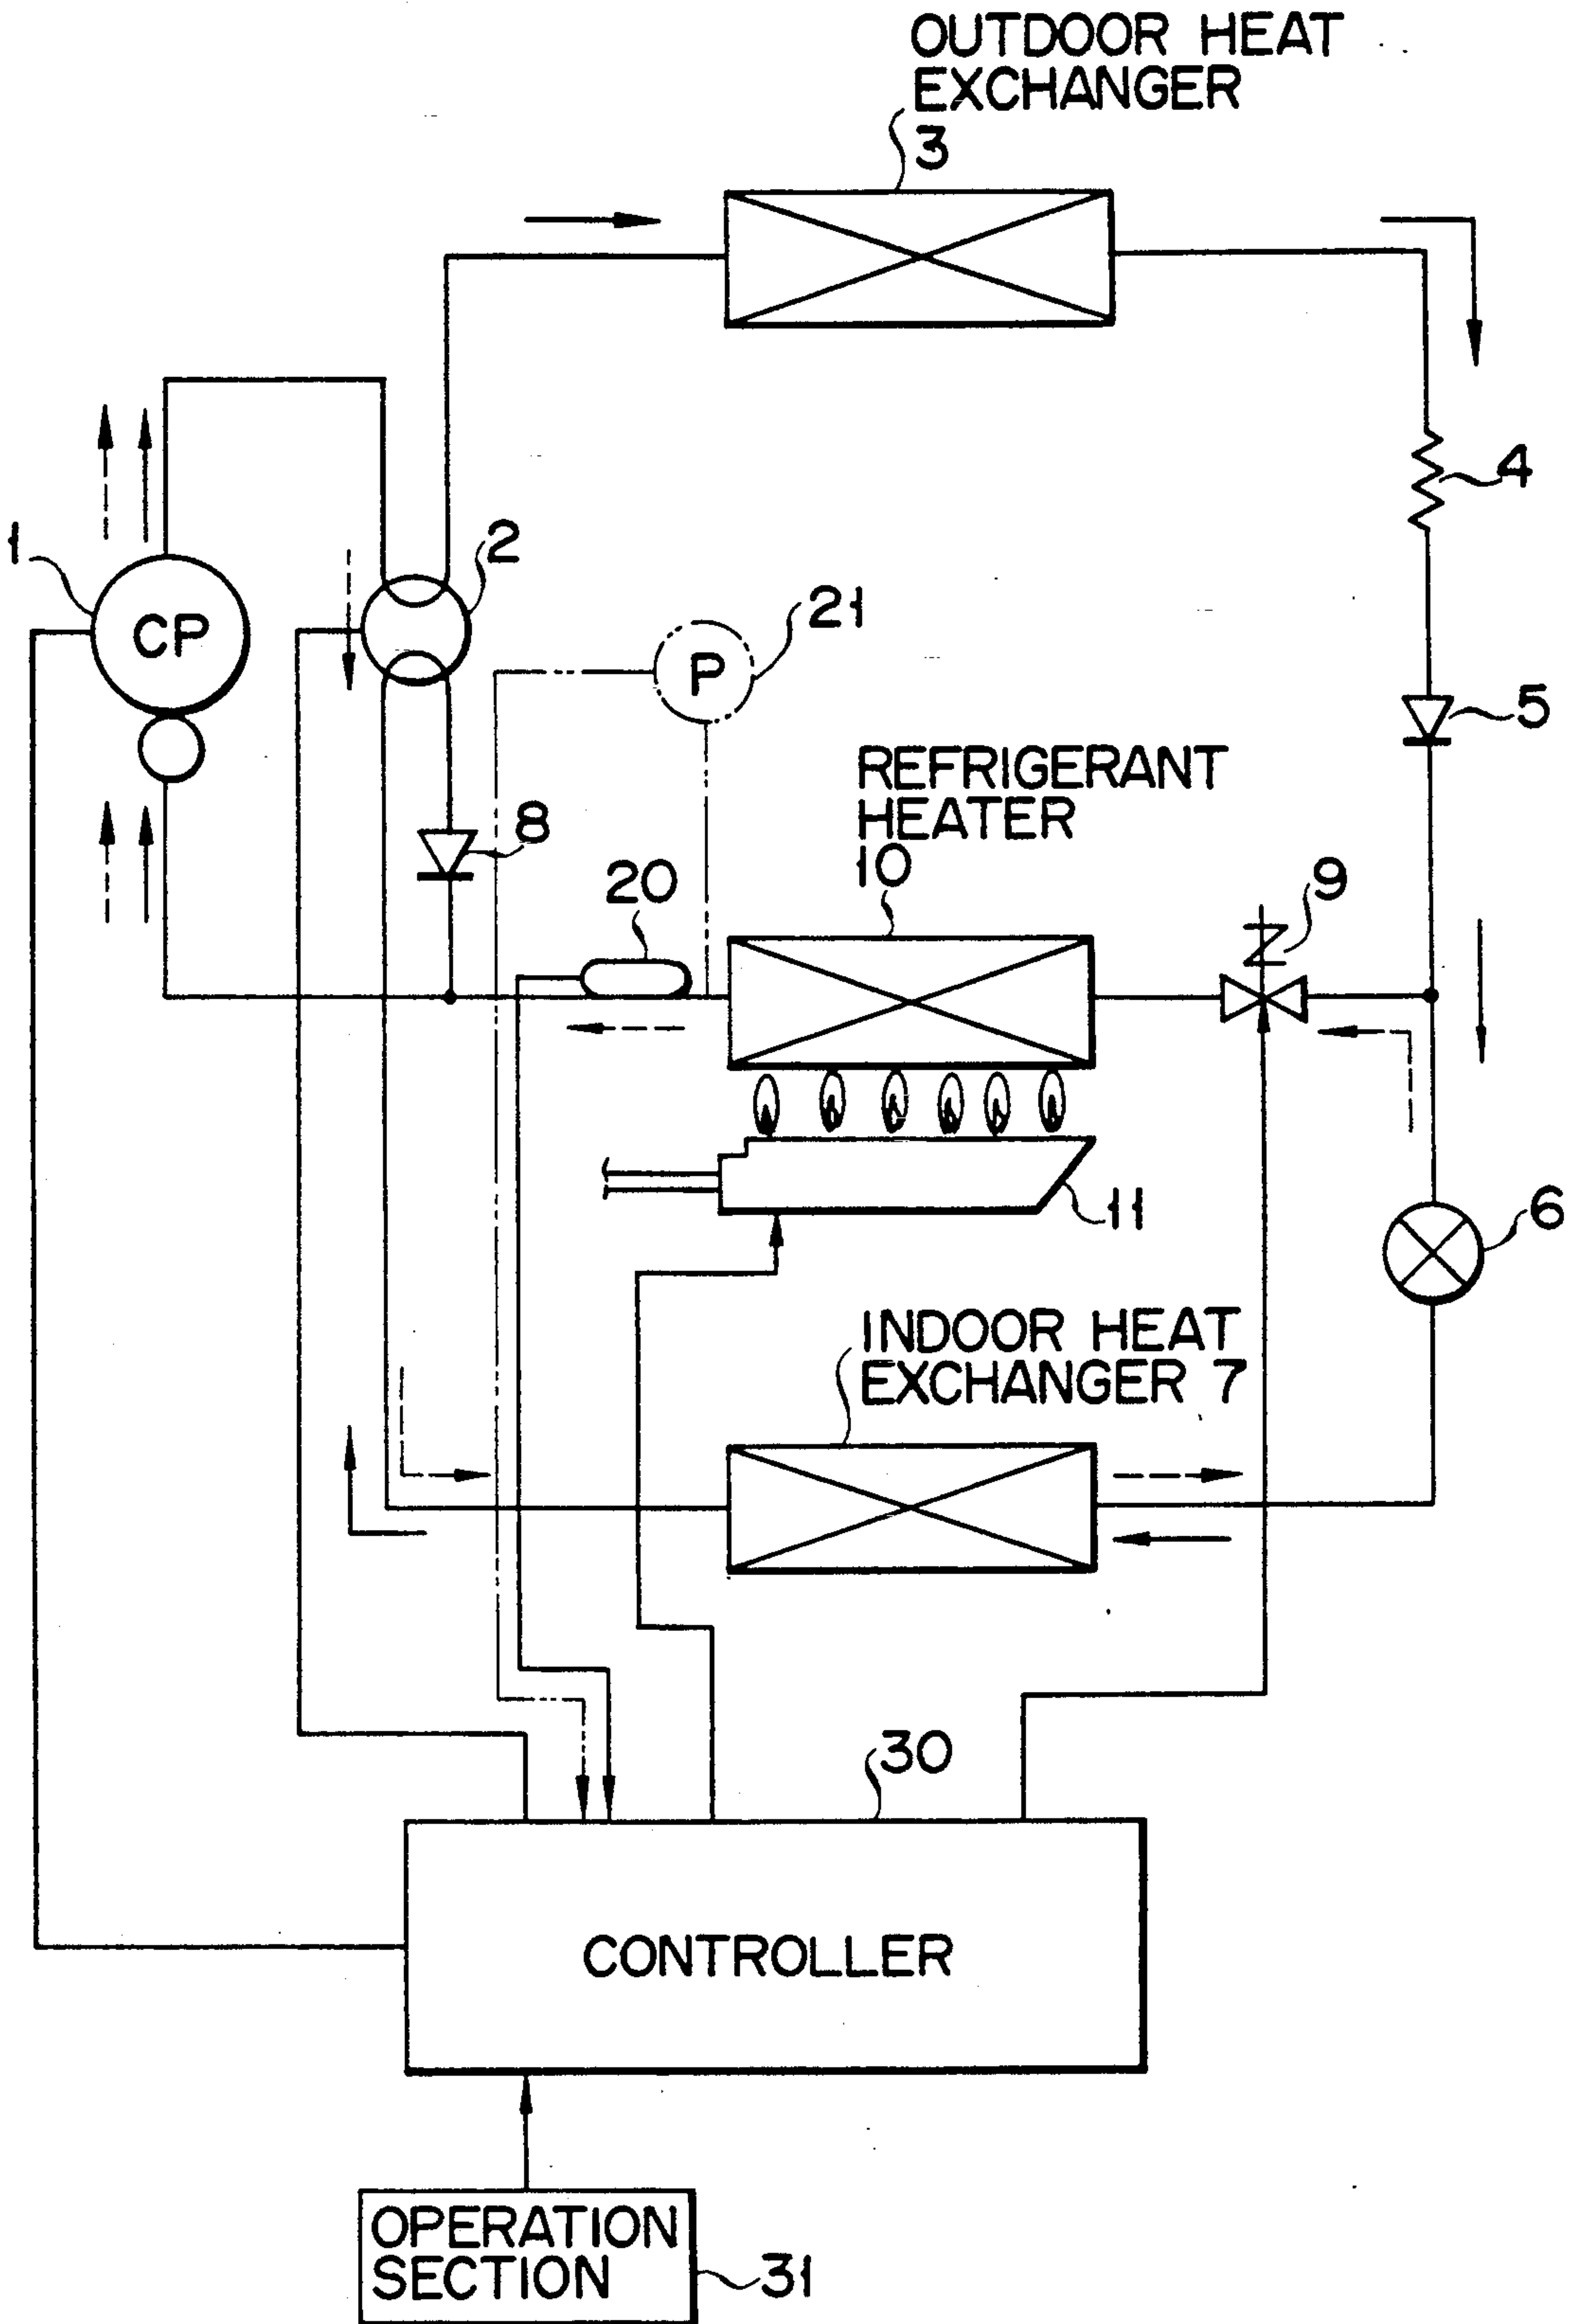 OUTDOOR HEAT
EXCHANGER
3
4
1
CP
2
21
P
5
REFRIGERANT
HEATER
10
8
20
9
11
6
INDOOR HEAT
EXCHANGER 7
30
CONTROLLER
OPERATION
SECTION
31